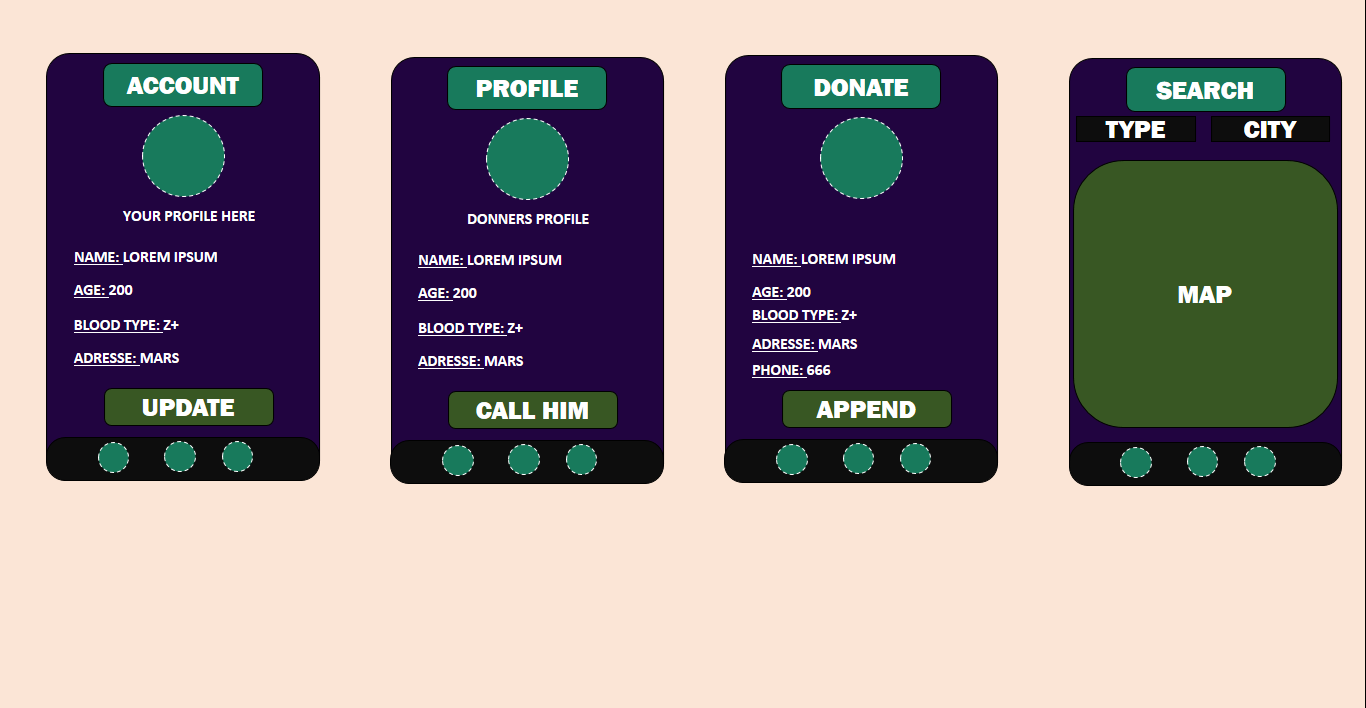 ACCOUNT
YOUR PROFILE HERE
NAME: LOREM IPSUM
AGE: 200
BLOOD TYPE: Z+
ADRESSE: MARS
UPDATE
PROFILE
DONNERS PROFILE
NAME: LOREM IPSUM
AGE: 200
BLOOD TYPE: Z+
ADRESSE: MARS
CALL HIM
DONATE
NAME: LOREM IPSUM
AGE: 200
BLOOD TYPE: Z+
ADRESSE: MARS
PHONE: 666
APPEND
SEARCH
TYPE CITY
MAP